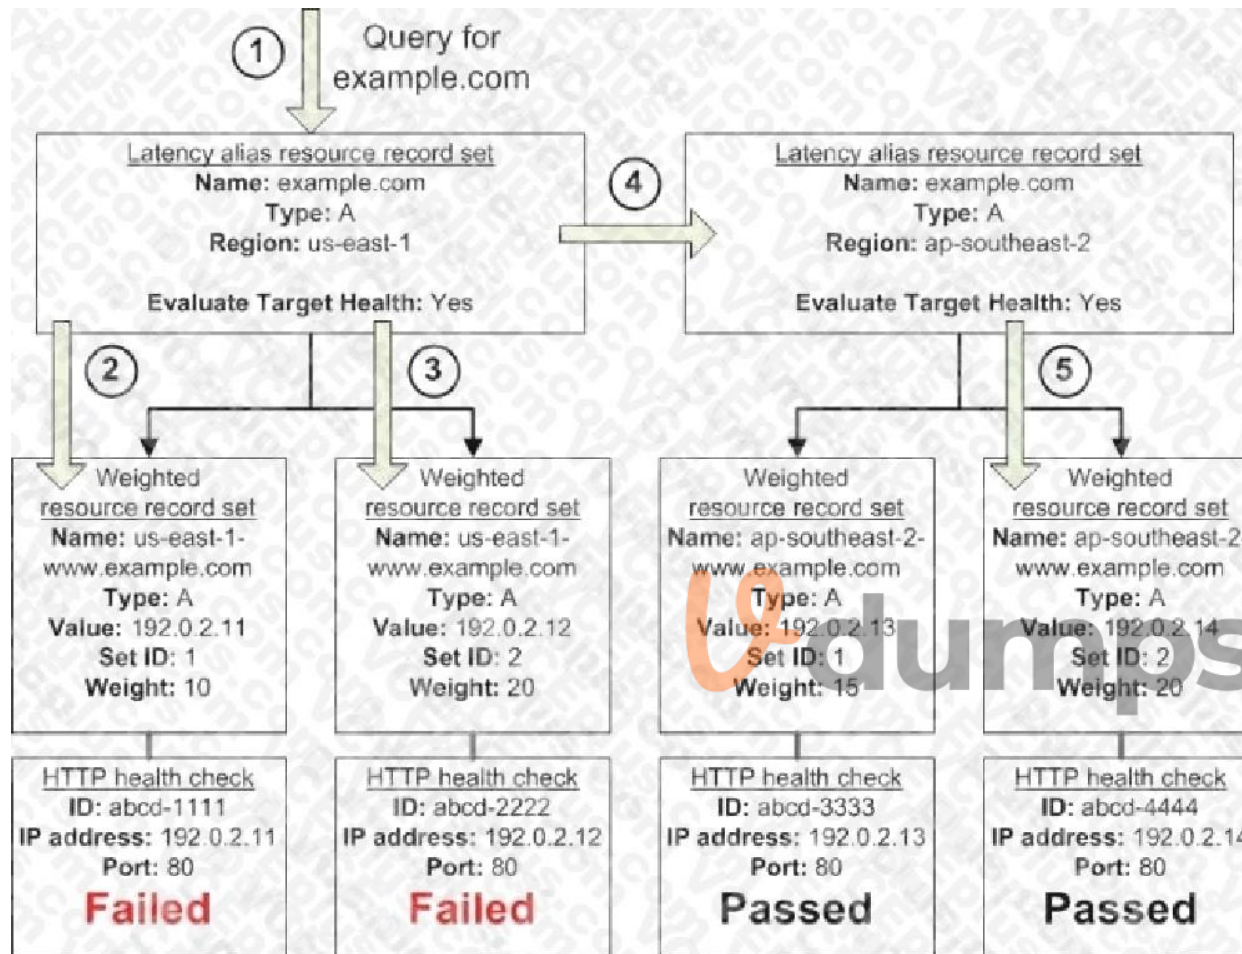 1
Query for
example.com
Latency alias resource record set
Name: example.com
Type: A
Region: us-east-1
Evaluate Target Health: Yes
4
Latency alias resource record set
Name: example.com
Type: A
Region: ap-southeast-2
Evaluate Target Health: Yes
2
3
5
Weighted
resource record set
Name: us-east-1-
www.example.com
Type: A
Value: 192.0.2.11
Set ID: 1
Weight: 10
Weighted
resource record set
Name: us-east-1-
www.example.com
Type: A
Value: 192.0.2.12
Set ID: 2
Weight: 20
Weighted
resource record set
Name: ap-southeast-2-
www.example.com
Type: A
Value: 192.0.2.13
Set ID: 1
Weight: 15
Weighted
resource record set
Name: ap-southeast-2
www.example.com
Type: A
Value: 192.0.2.14
Set ID: 2
Weight: 20
dumps
HTTP health check
ID: abcd-1111
IP address: 192.0.2.11
Port: 80
Failed
HTTP health check
ID: abcd-2222
IP address: 192.0.2.12
Port: 80
Failed
HTTP health check
ID: abcd-3333
IP address: 192.0.2.13
Port: 80
Passed
HTTP health check
ID: abcd-4444
IP address: 192.0.2.14
Port: 80
Passed